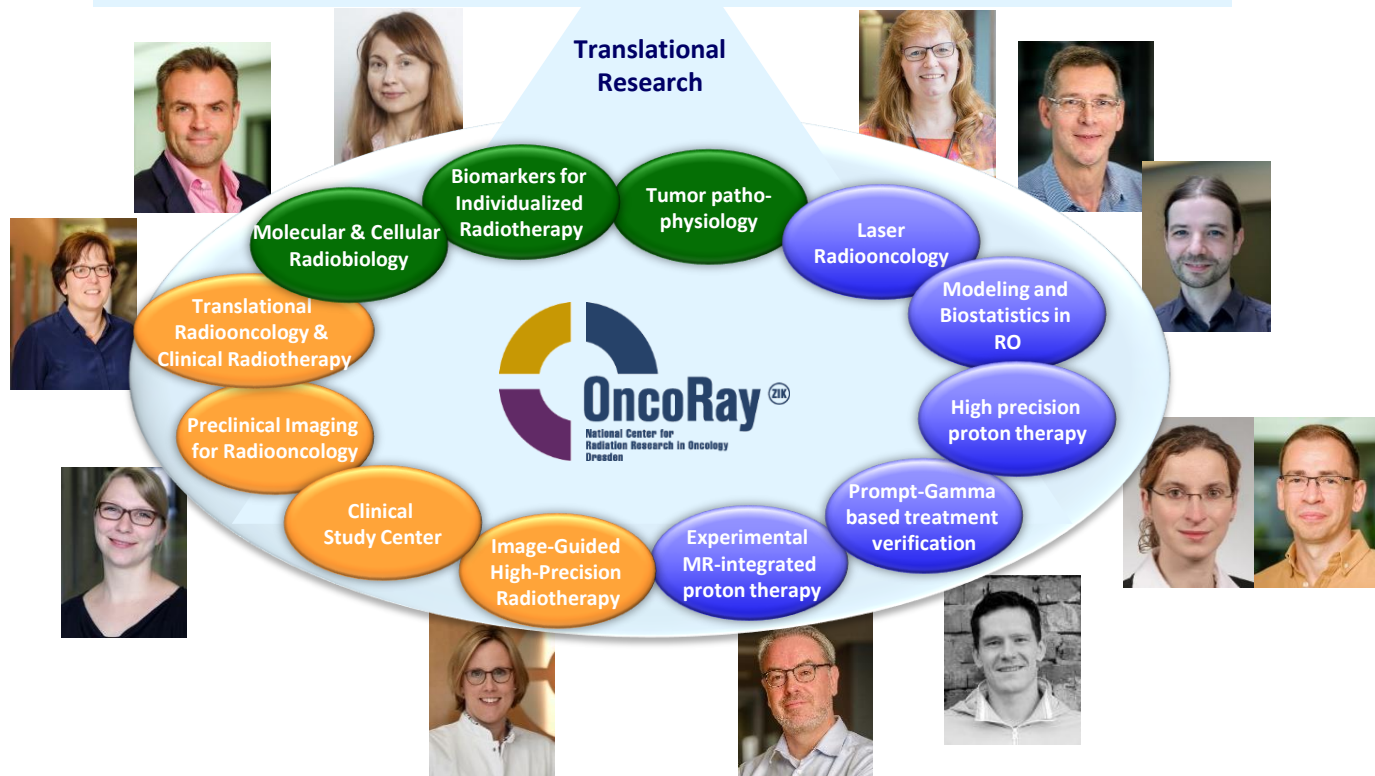 Translational
Research
Biomarkers for
Individualized
Radiotherapy
Tumor patho-
physiology
Molecular & Cellular
Radiobiology
Laser
Radiooncology
Translational
Radiooncology &
Clinical Radiotherapy
Modeling and
Biostatistics in
RO
Preclinical Imaging
for Radiooncology
High precision
proton therapy
OncoRay ZIK
National Center for
Radiation Research in Oncology
Dresden
Clinical
Study Center
Prompt-Gamma
based treatment
verification
Image-Guided
High-Precision
Radiotherapy
Experimental
MR-integrated
proton therapy